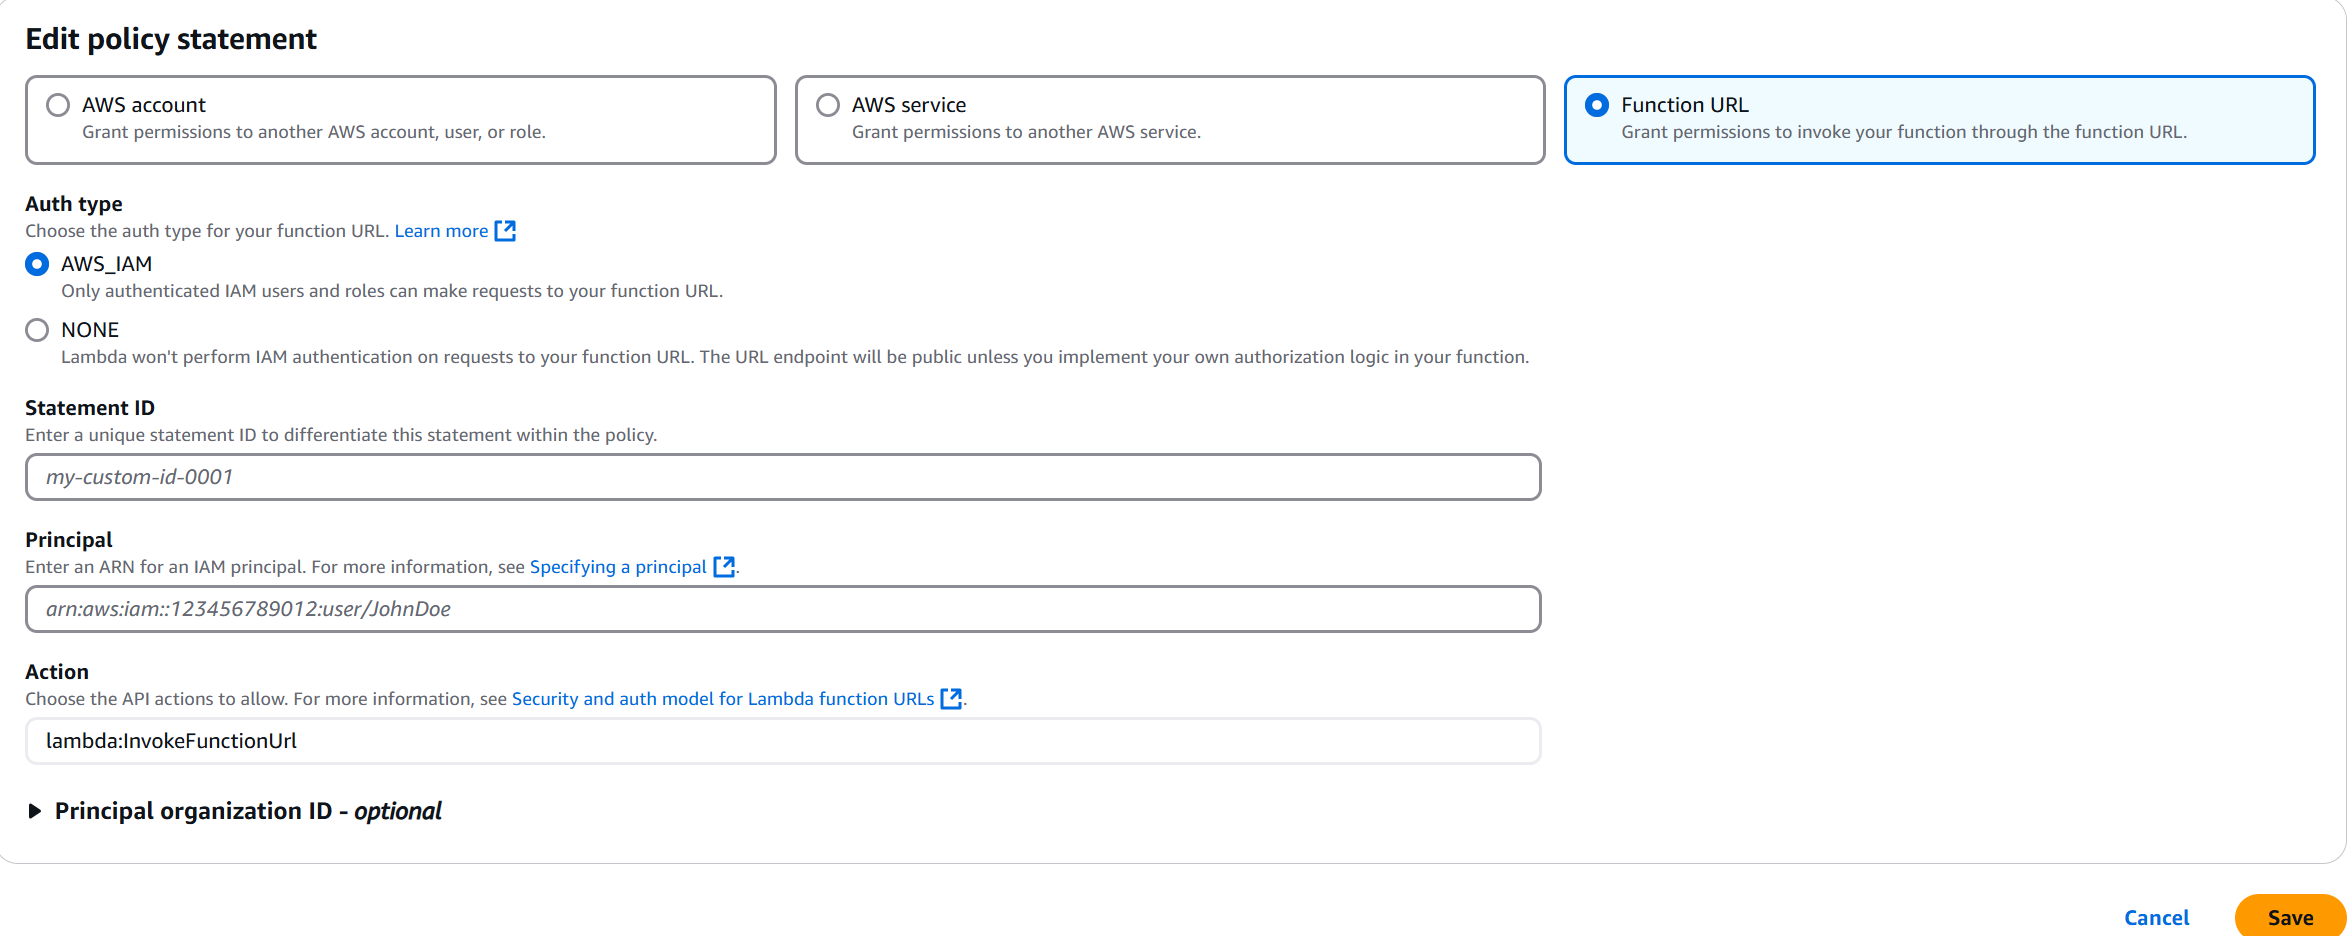 Edit policy statement
AWS account
Grant permissions to another AWS account, user, or role.
AWS service
Grant permissions to another AWS service.
Function URL
Grant permissions to invoke your function through the function URL.
Auth type
Choose the auth type for your function URL. Learn more
AWS_IAM
Only authenticated IAM users and roles can make requests to your function URL.
NONE
Lambda won't perform IAM authentication on requests to your function URL. The URL endpoint will be public unless you implement your own authorization logic in your function.
Statement ID
Enter a unique statement ID to differentiate this statement within the policy.
my-custom-id-0001
Principal
Enter an ARN for an IAM principal. For more information, see Specifying a principal.
arn:aws:iam::123456789012:user/JohnDoe
Action
Choose the API actions to allow. For more information, see Security and auth model for Lambda function URLs.
lambda:InvokeFunctionUrl
Principal organization ID - optional
Cancel
Save